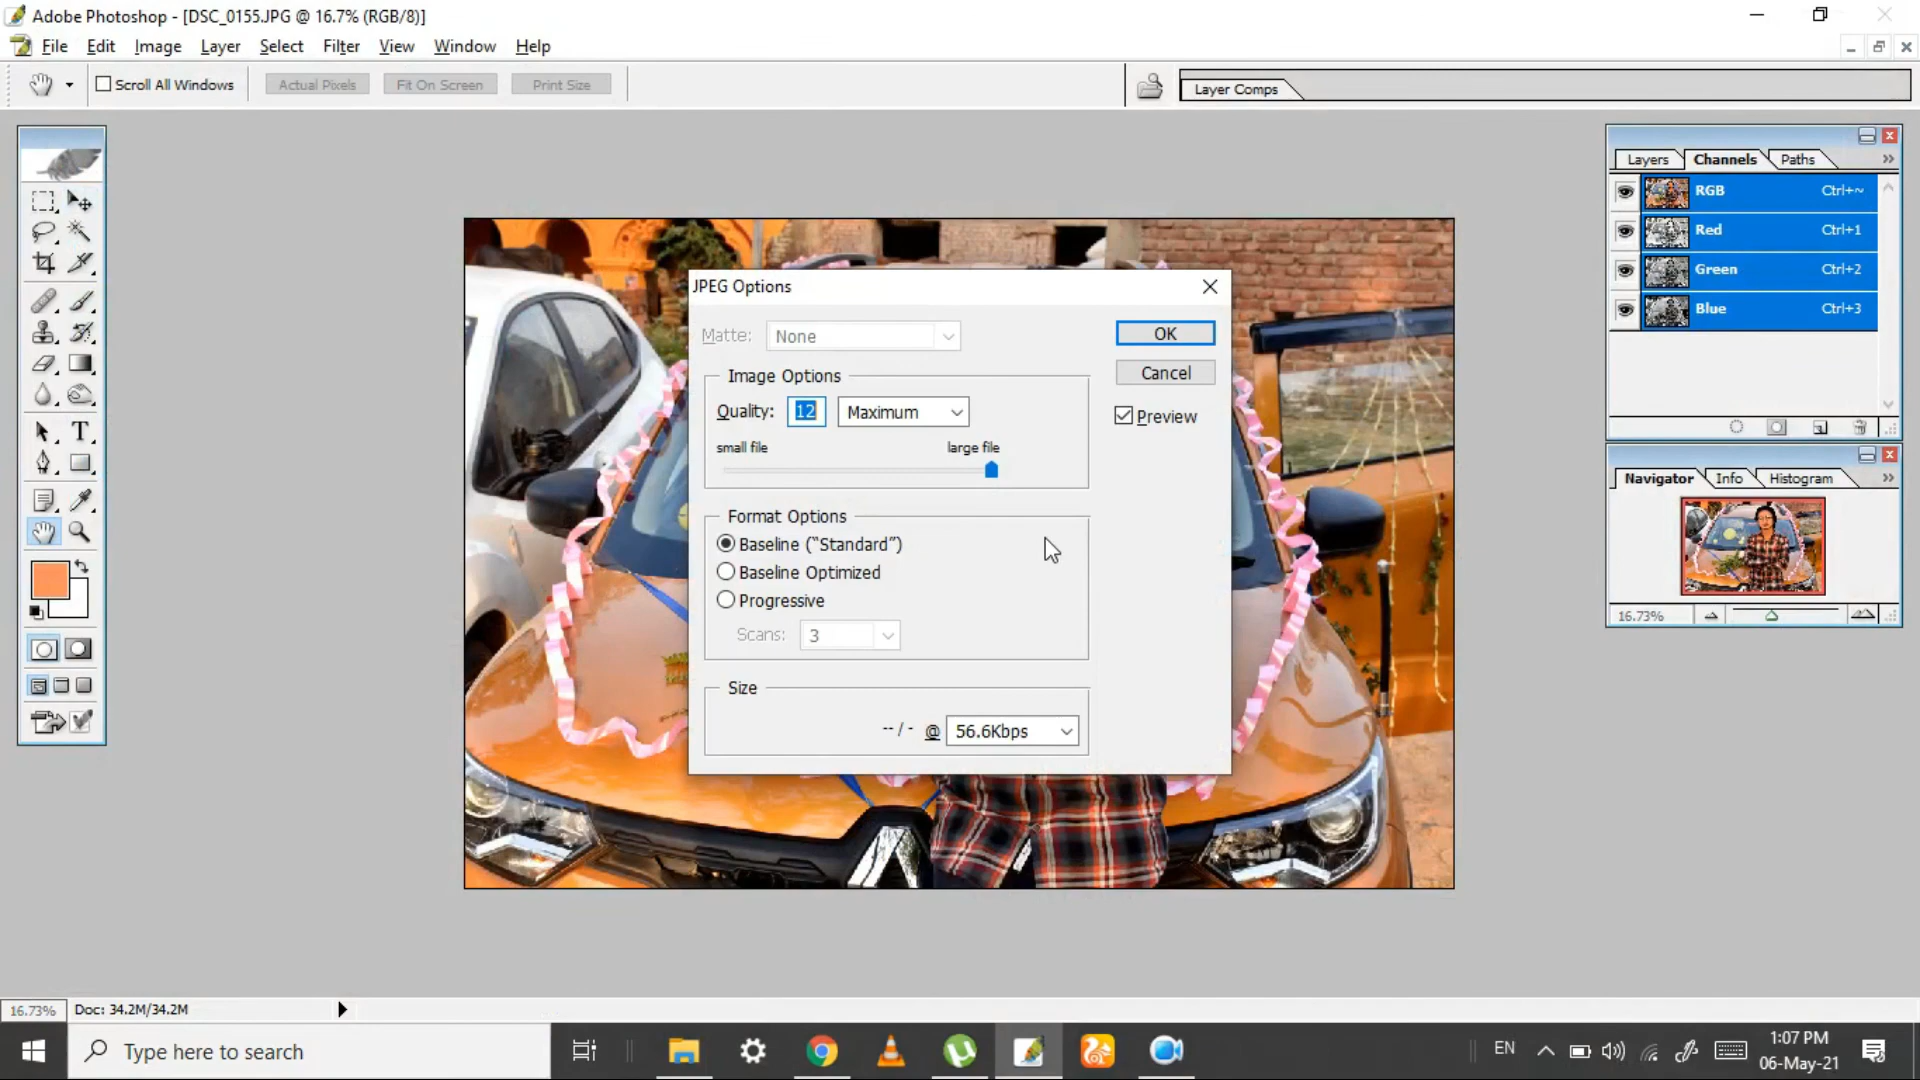 Adobe Photoshop - [DSC_0155.JPG @ 16.7% (RGB/8)]
File Edit Image Layer Select Filter View Window Help
Scroll All Windows Actual Pixels Fit On Screen Print Size Layer Comps
Layers Channels Paths
RGB Ctrl+~
Red Ctrl+1
Green Ctrl+2
Blue Ctrl+3
JPEG Options
Matte: None
OK
Cancel
Image Options
Quality: 12 Maximum
Preview
small file large file
Format Options
Baseline (“Standard”)
Baseline Optimized
Progressive
Scans: 3
Size
-- / - @ 56.6Kbps
Navigator Info Histogram
16.73%
16.73% Doc: 34.2M/34.2M
Type here to search
EN
1:07 PM
06-May-21